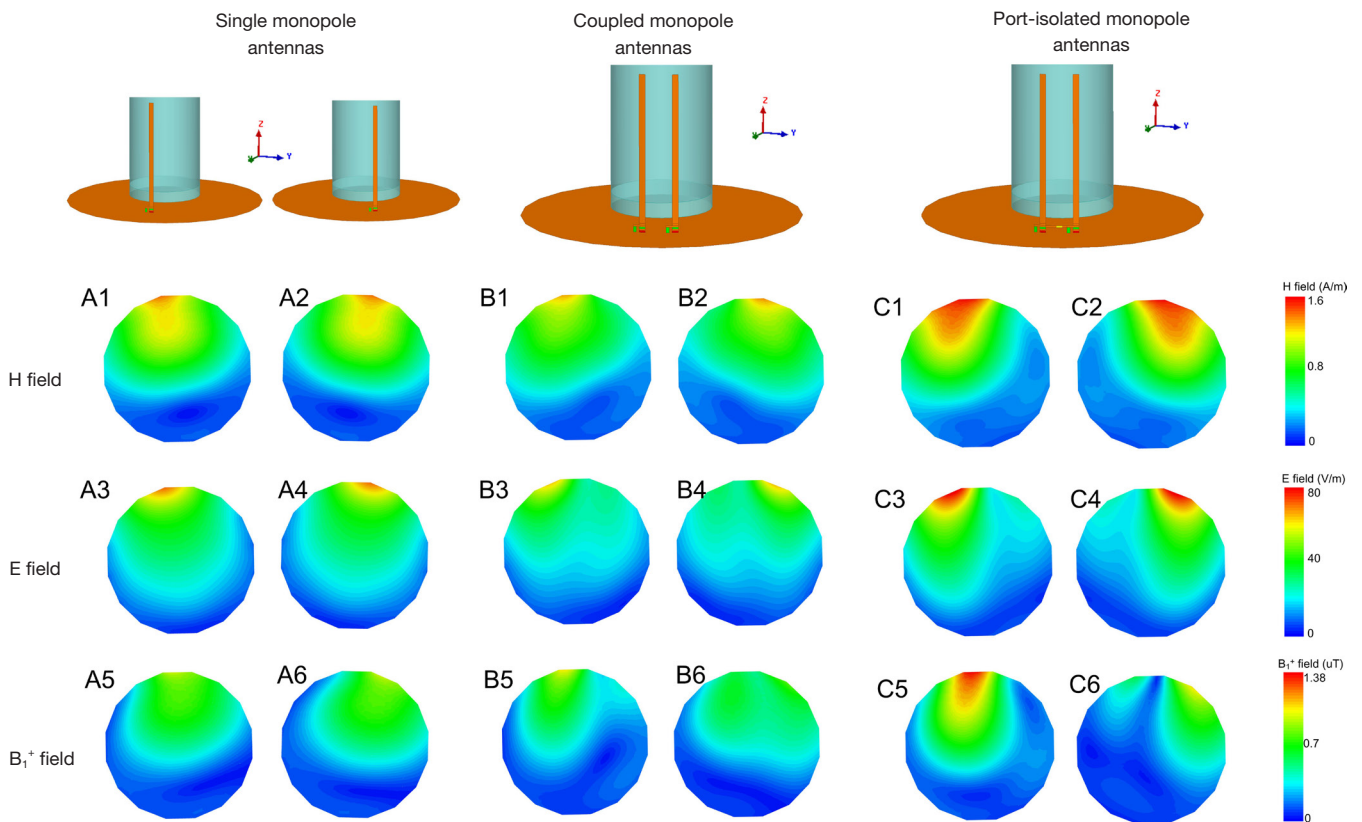 Single monopole
antennas
Coupled monopole
antennas
Port-isolated monopole
antennas
Z
Y
Z
Y
Z
Y
H field
A1
A2
B1
B2
C1
C2
H field (A/m)
1.6
0.8
0
E field
A3
A4
B3
B4
C3
C4
E field (V/m)
80
40
0
B₁⁺ field
A5
A6
B5
B6
C5
C6
B₁⁺ field (uT)
1.38
0.7
0